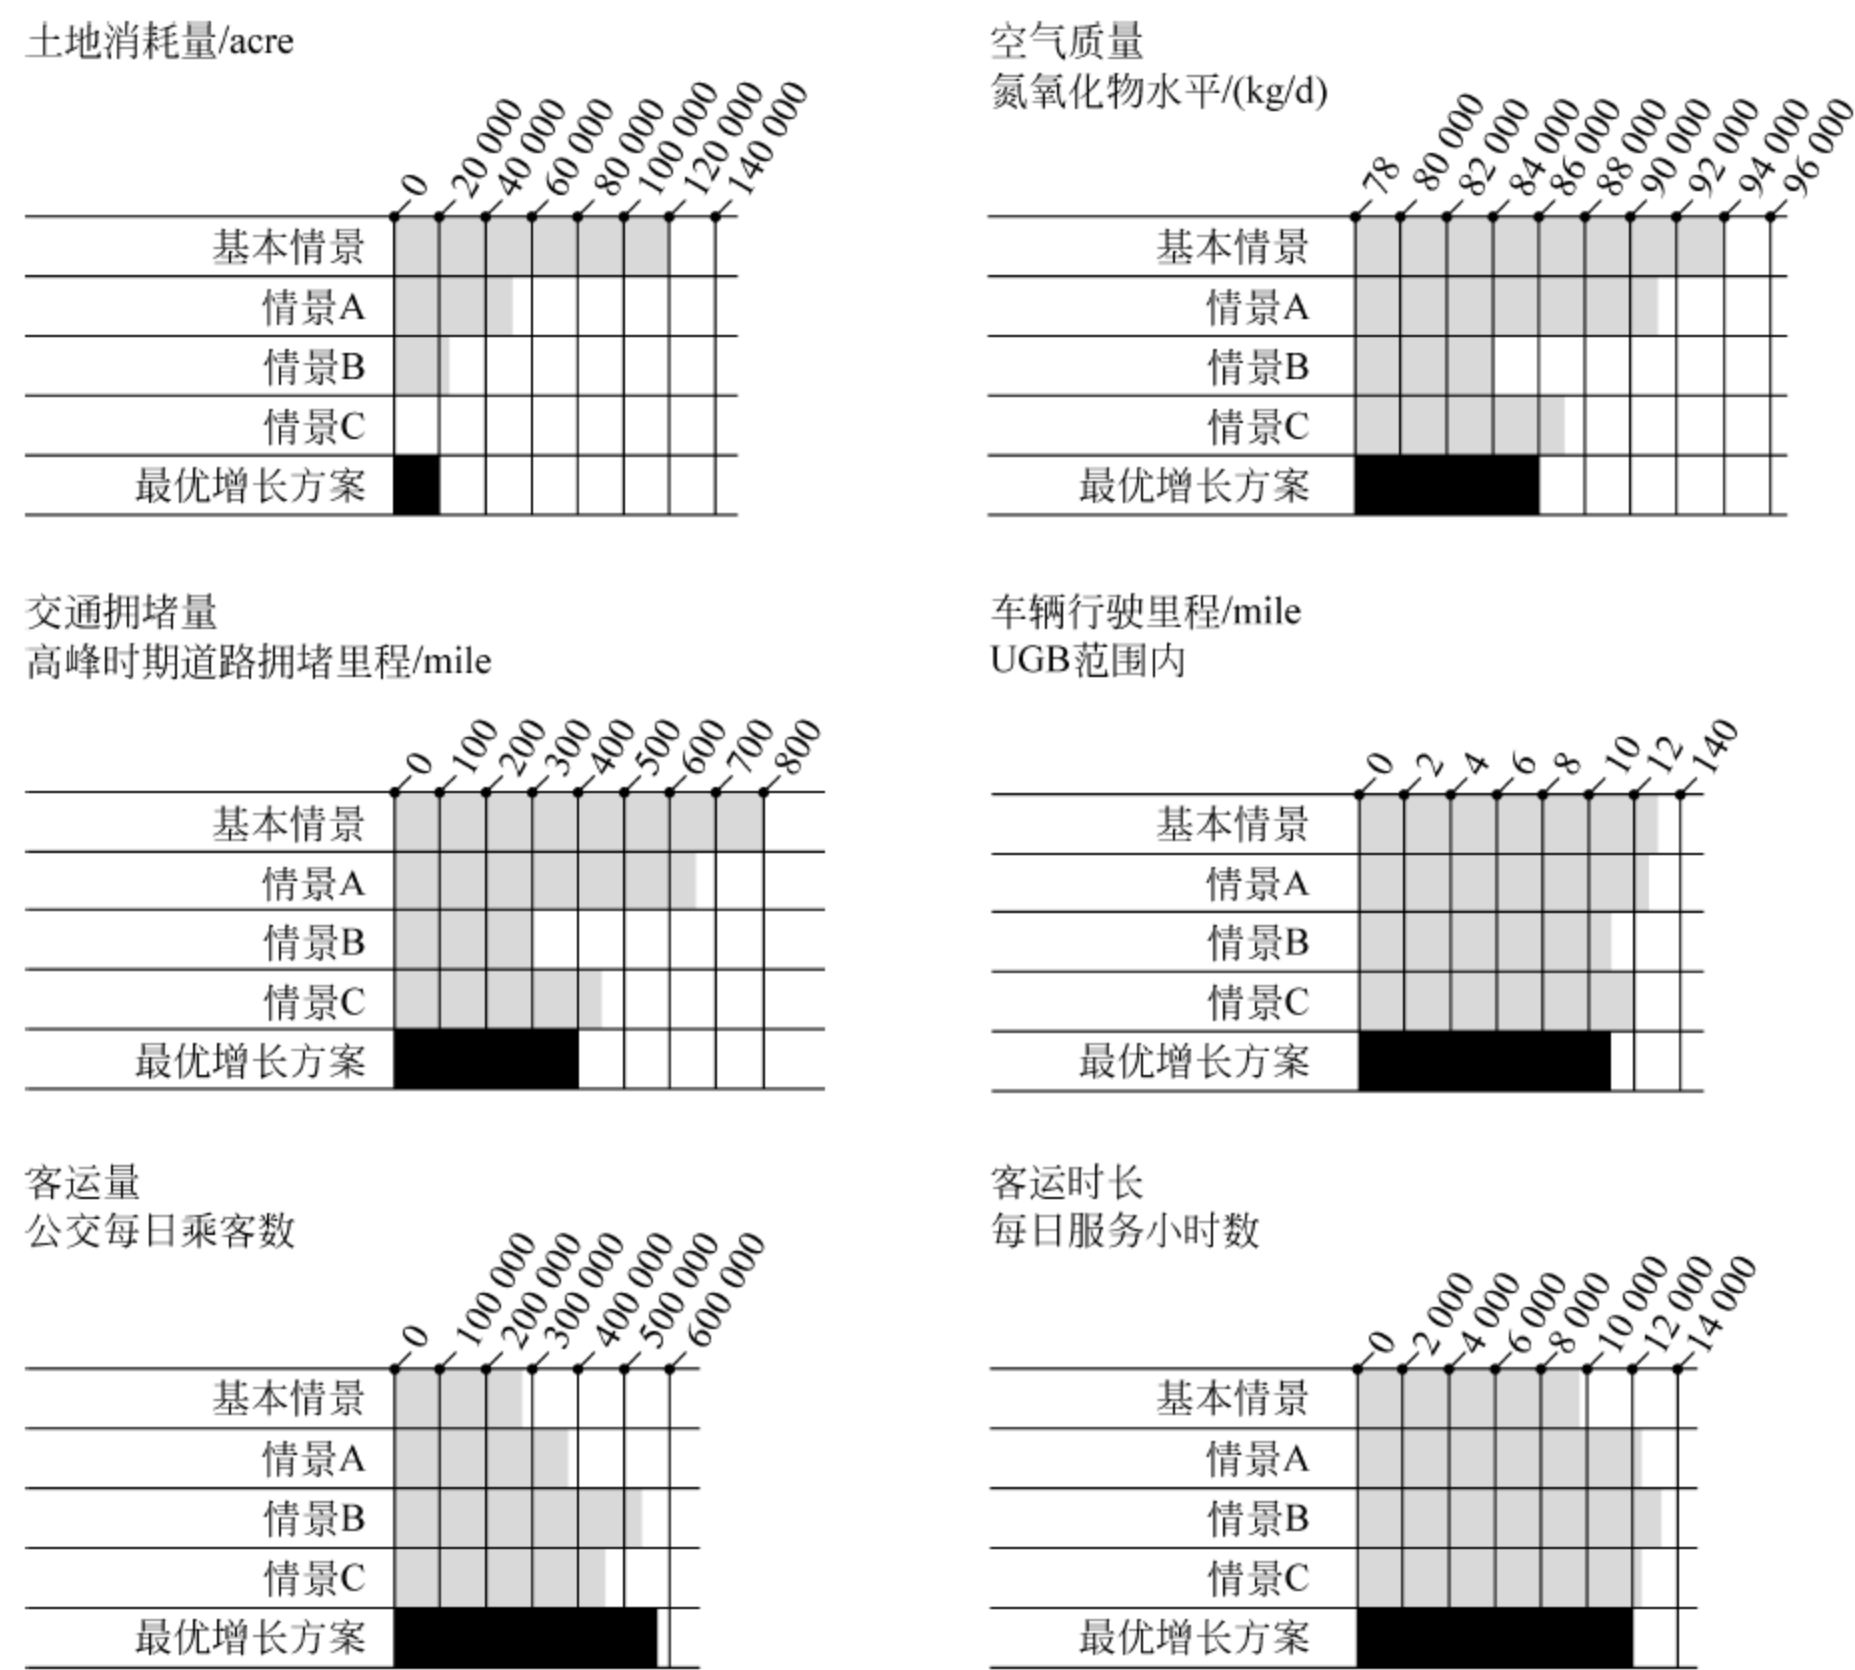 土地消耗量/acre
0 20 000 40 000 60 000 80 000 100 000 120 000 140 000
基本情景
情景A
情景B
情景C
最优增长方案
空气质量
氮氧化物水平/(kg/d)
78 80 000 82 000 84 000 86 000 88 000 90 000 92 000 94 000 96 000
基本情景
情景A
情景B
情景C
最优增长方案
交通拥堵量
高峰时期道路拥堵里程/mile
0 100 200 300 400 500 600 700 800
基本情景
情景A
情景B
情景C
最优增长方案
车辆行驶里程/mile
UGB范围内
0 2 4 6 8 10 12 140
基本情景
情景A
情景B
情景C
最优增长方案
客运量
公交每日乘客数
0 100 000 200 000 300 000 400 000 500 000 600 000
基本情景
情景A
情景B
情景C
最优增长方案
客运时长
每日服务小时数
0 2 000 4 000 6 000 8 000 10 000 12 000 14 000
基本情景
情景A
情景B
情景C
最优增长方案